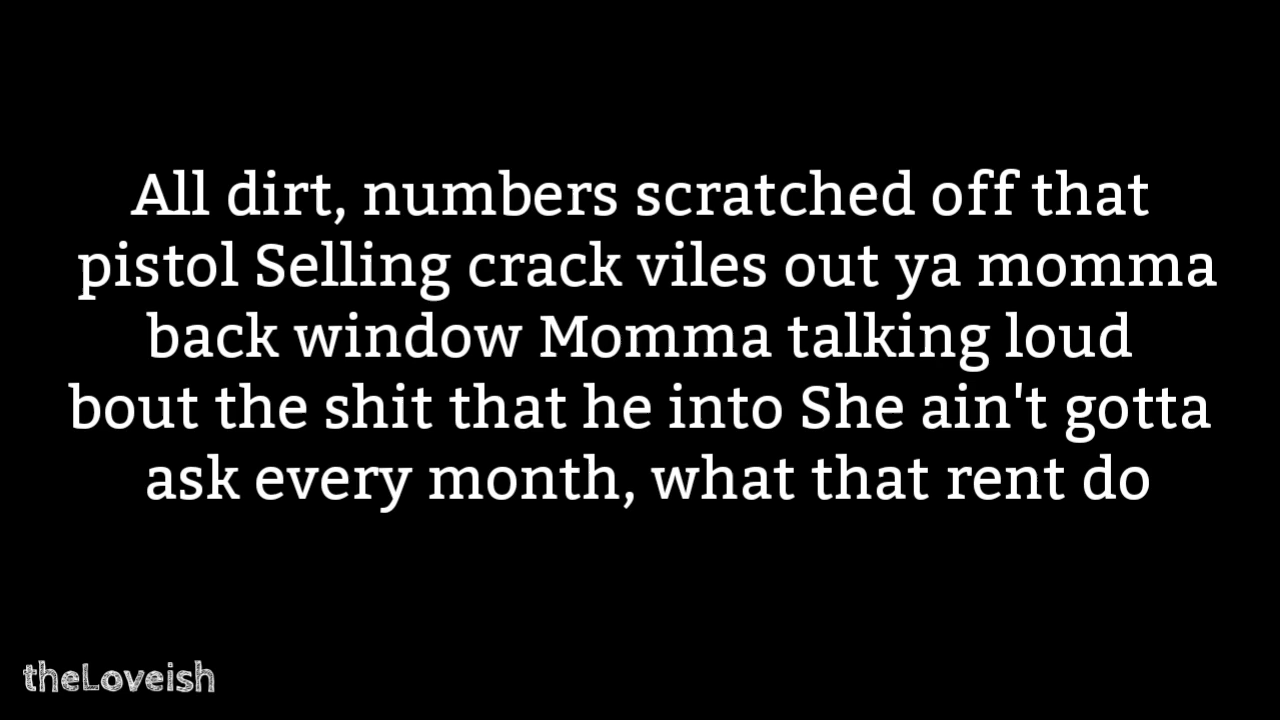 All dirt, numbers scratched off that
pistol Selling crack viles out ya momma
back window Momma talking loud
bout the shit that he into She ain't gotta
ask every month, what that rent do
theLoveish